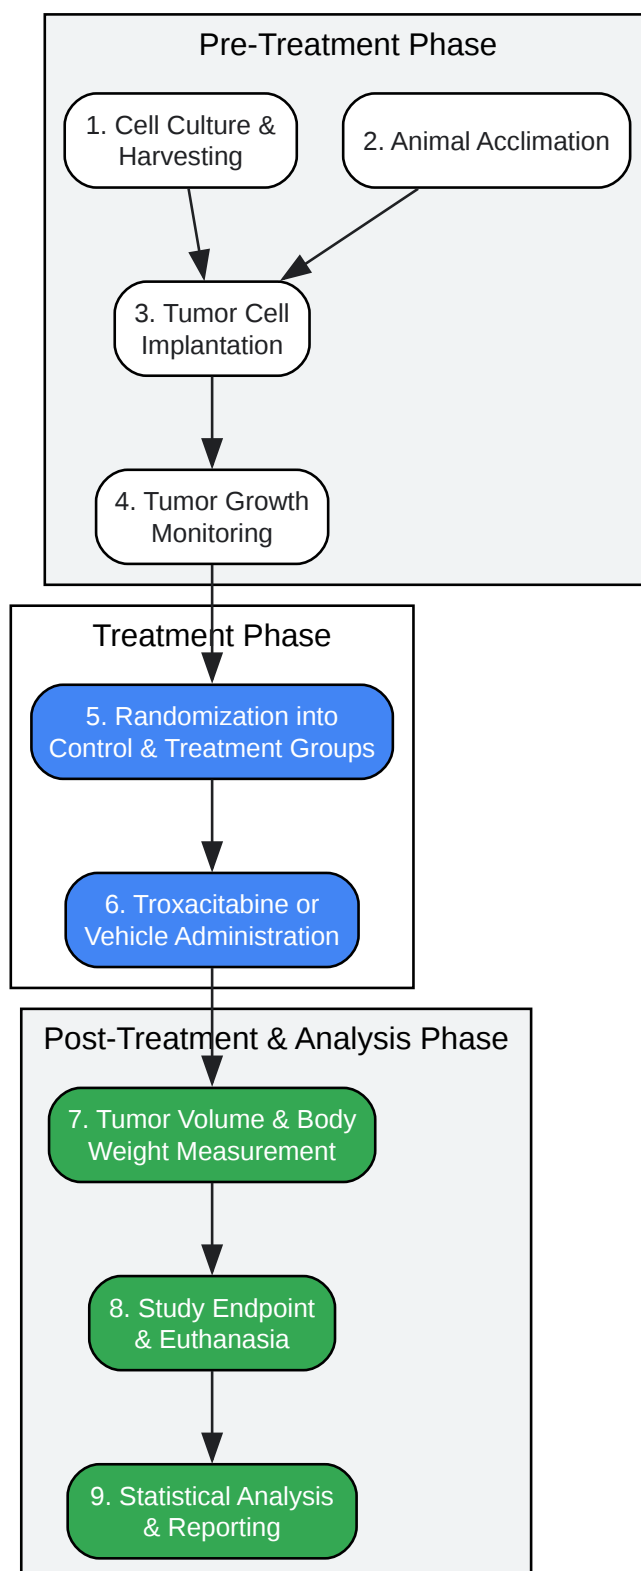 Pre-Treatment Phase
1. Cell Culture &
Harvesting
2. Animal Acclimation
3. Tumor Cell
Implantation
4. Tumor Growth
Monitoring
Treatment Phase
5. Randomization into
Control & Treatment Groups
6. Troxacitabine or
Vehicle Administration
Post-Treatment & Analysis Phase
7. Tumor Volume & Body
Weight Measurement
8. Study Endpoint
& Euthanasia
9. Statistical Analysis
& Reporting